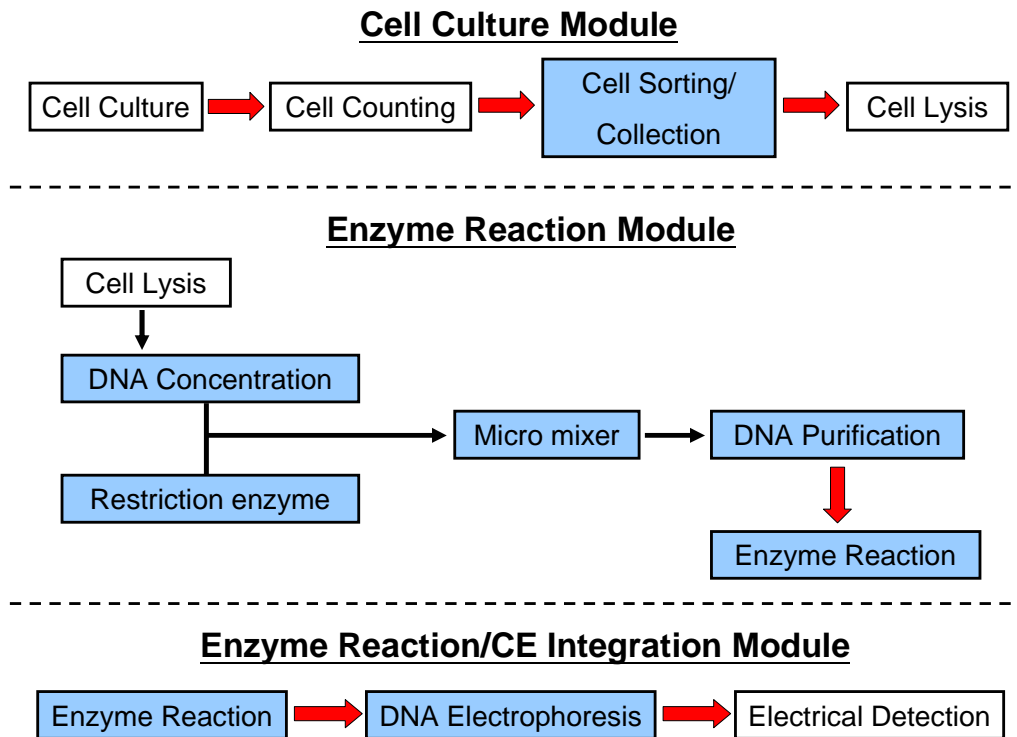 Cell Culture Module
Cell Culture
Cell Counting
Cell Sorting/
Collection
Cell Lysis
Enzyme Reaction Module
Cell Lysis
DNA Concentration
Micro mixer
DNA Purification
Restriction enzyme
Enzyme Reaction
Enzyme Reaction/CE Integration Module
Enzyme Reaction
DNA Electrophoresis
Electrical Detection